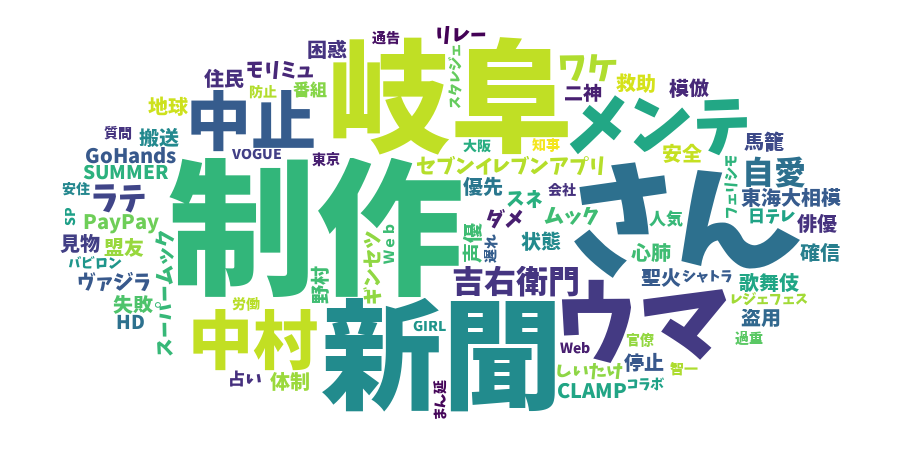 リレー
通告
困惑
岐阜
スタレジェ
ワケ
モリミュ
住民
番組
防止
救助
模倣
二神
地球
中止
メンテ
質問
搬送
馬籠
GoHands
VOGUE
東京
大阪
知事
安全
SUMMER
セブンイレブンアプリ
自愛
フェリシモ
安住
ラテ
制作
優先
会社
さん
スネ
東海大相模
SP
PayPay
ダメ
ムック
人気
日テレ
俳優
見物
盟友
Web
声優
遅れ
状態
心肺
確信
バビロン
ヴァジラ
スーパームック
ギンセツ
野村
吉右衛門
聖火
シャトラ
歌舞伎
レジェフェス
失敗
HD
労働
中村
新聞
GIRL
ウマ
盗用
過重
Web
官僚
停止
占い
体制
しいたけ
智一
まん延
CLAMP
コラボ